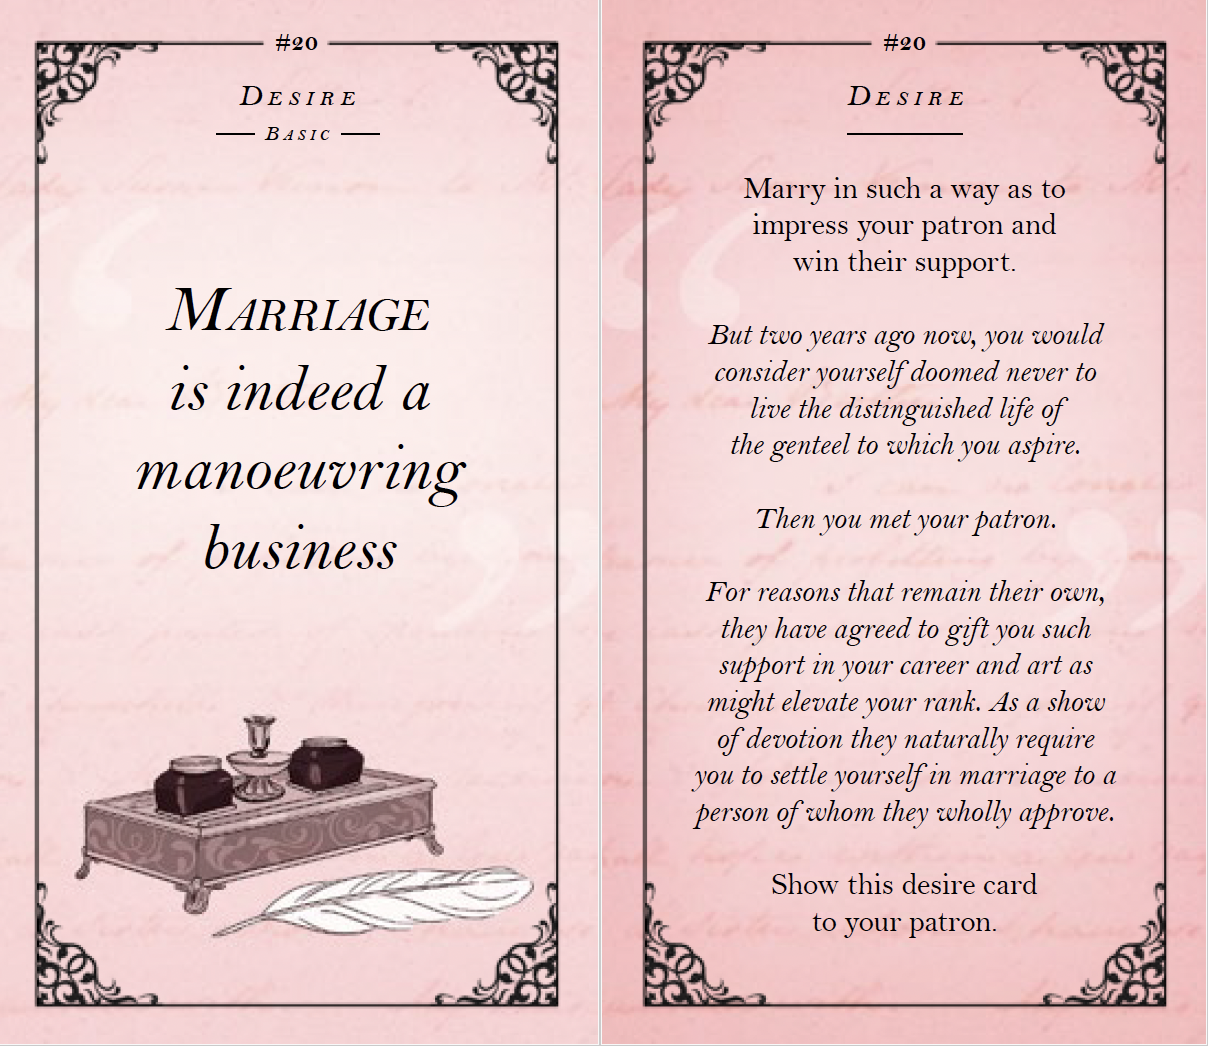 #20
DESIRE
BASIC
MARRIAGE
is indeed a
manoeuvring
business
#20
DESIRE
Marry in such a way as to
impress your patron and
win their support.
But two years ago now, you would
consider yourself doomed never to
live the distinguished life of
the genteel to which you aspire.
Then you met your patron.
For reasons that remain their own,
they have agreed to gift you such
support in your career and art as
might elevate your rank. As a show
of devotion they naturally require
you to settle yourself in marriage to a
person of whom they wholly approve.
Show this desire card
to your patron.